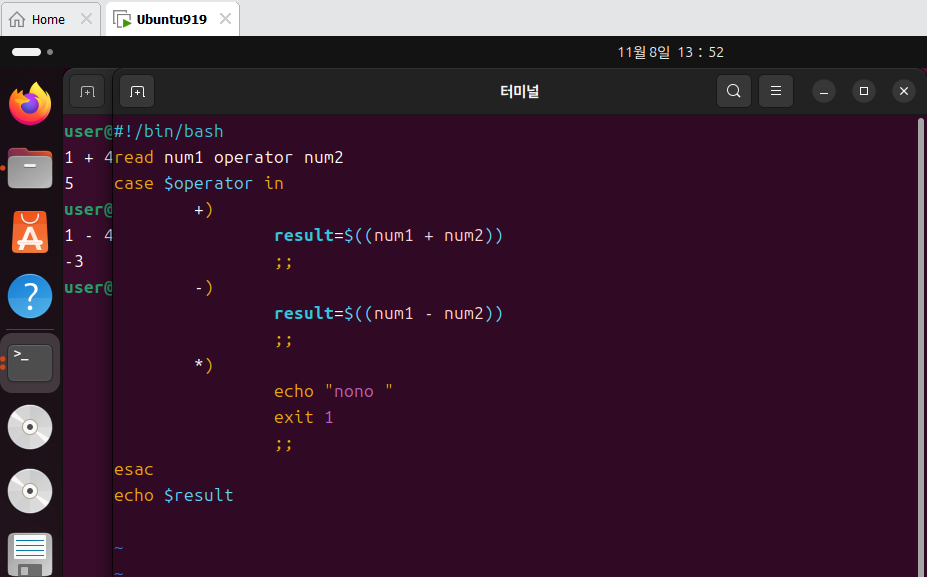 Home
Ubuntu919
11월 8일 13 : 52
터미널
user@
1 + 4
5
user@
1 - 4
-3
user@
#!/bin/bash
read num1 operator num2
case $operator in
+)
result=$((num1 + num2))
;;
-)
result=$((num1 - num2))
;;
*)
echo "nono "
exit 1
;;
esac
echo $result
~
~